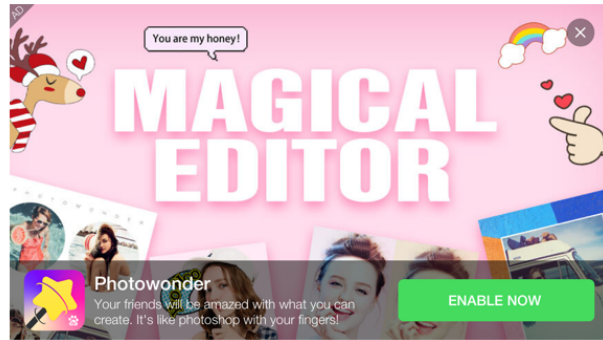 AD
You are my honey!
MAGICAL
EDITOR
PHOTOWONDER
Photowonder
Your friends will be amazed with what you can
create. It's like photoshop with your fingers!
ENABLE NOW